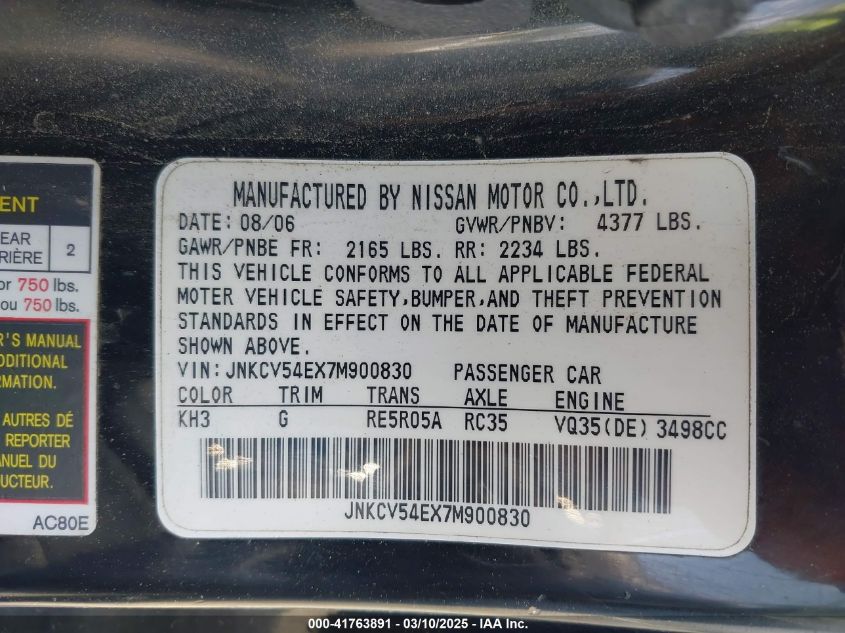 ENT
EAR
RIÈRE
2
or 750 lbs.
ou 750 lbs.
R'S MANUAL
DDITIONAL
RMATION.
AUTRES DÉ
REPORTER
ANUEL DU
DUCTEUR.
AC80E
MANUFACTURED BY NISSAN MOTOR CO.,LTD.
DATE: 08/06 GVWR/PNBV: 4377 LBS.
GAWR/PNBE FR: 2165 LBS. RR: 2234 LBS.
THIS VEHICLE CONFORMS TO ALL APPLICABLE FEDERAL
MOTER VEHICLE SAFETY,BUMPER,AND THEFT PREVENTION
STANDARDS IN EFFECT ON THE DATE OF MANUFACTURE
SHOWN ABOVE.
VIN: JNKCV54EX7M900830 PASSENGER CAR
COLOR TRIM TRANS AXLE ENGINE
KH3 G RE5R05A RC35 VQ35(DE) 3498CC
JNKCV54EX7M900830
000-41763891 - 03/10/2025 - © IAA Inc.